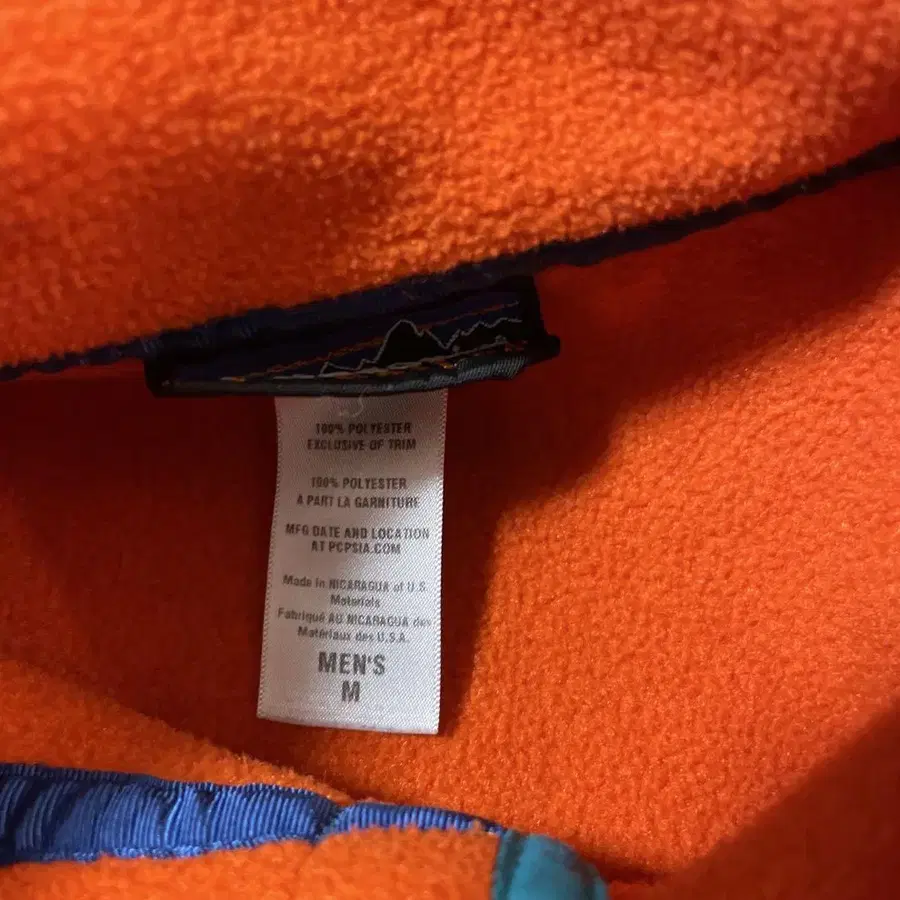 100% POLYESTER
EXCLUSIVE OF TRIM
100% POLYESTER
À PART LA GARNITURE
MFG DATE AND LOCATION
AT PCPSIA.COM
Made in NICARAGUA of U.S.
Materials
Fabriqué AU NICARAGUA des
Matériaux des U.S.A.
MEN'S
M